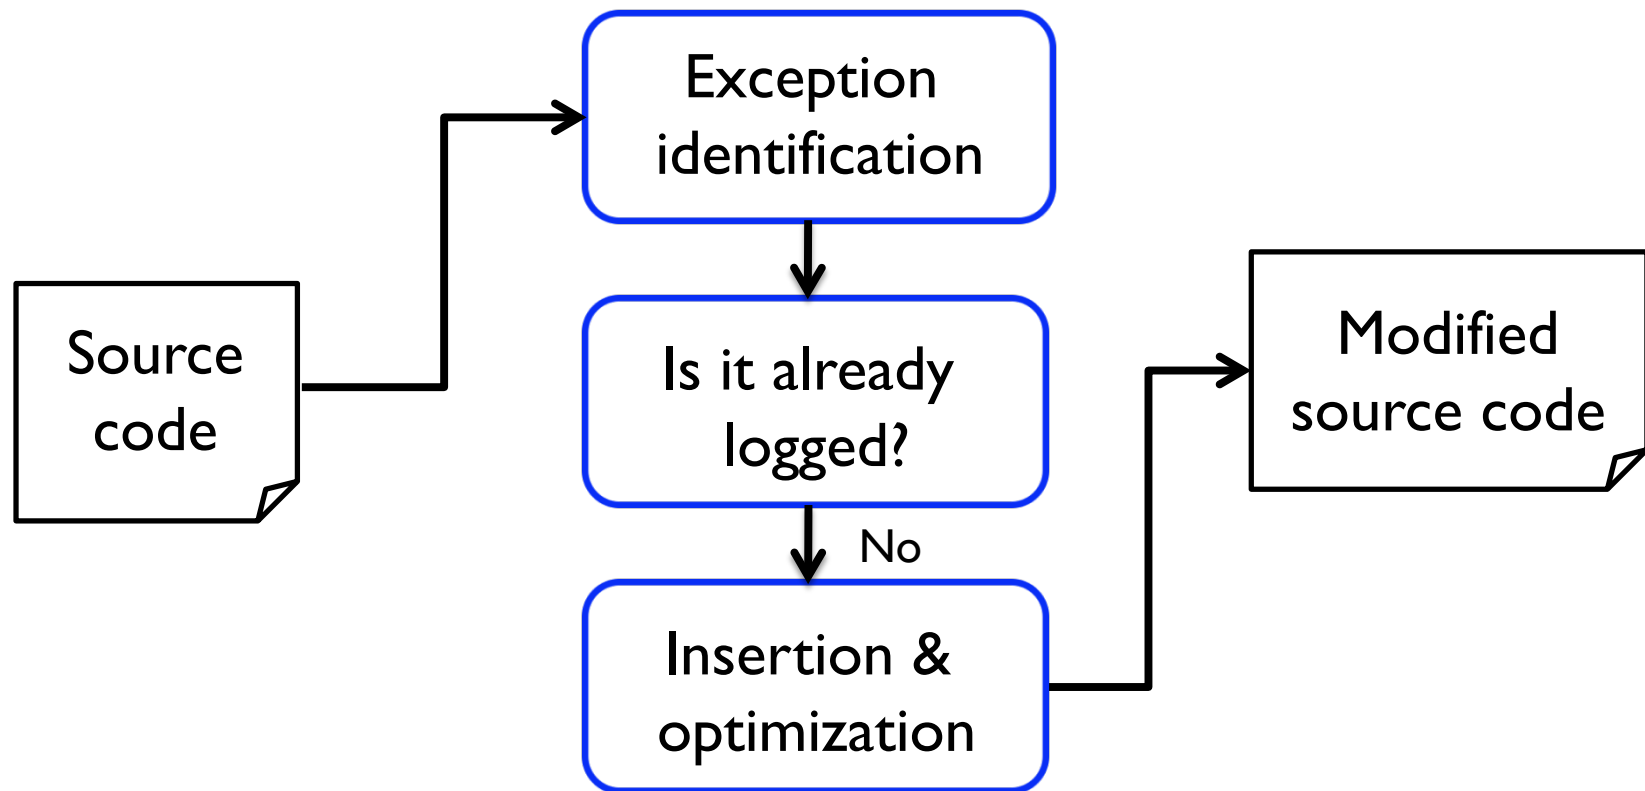 Exception
identification
Source
code
Is it already
logged?
No
Insertion &
optimization
Modified
source code